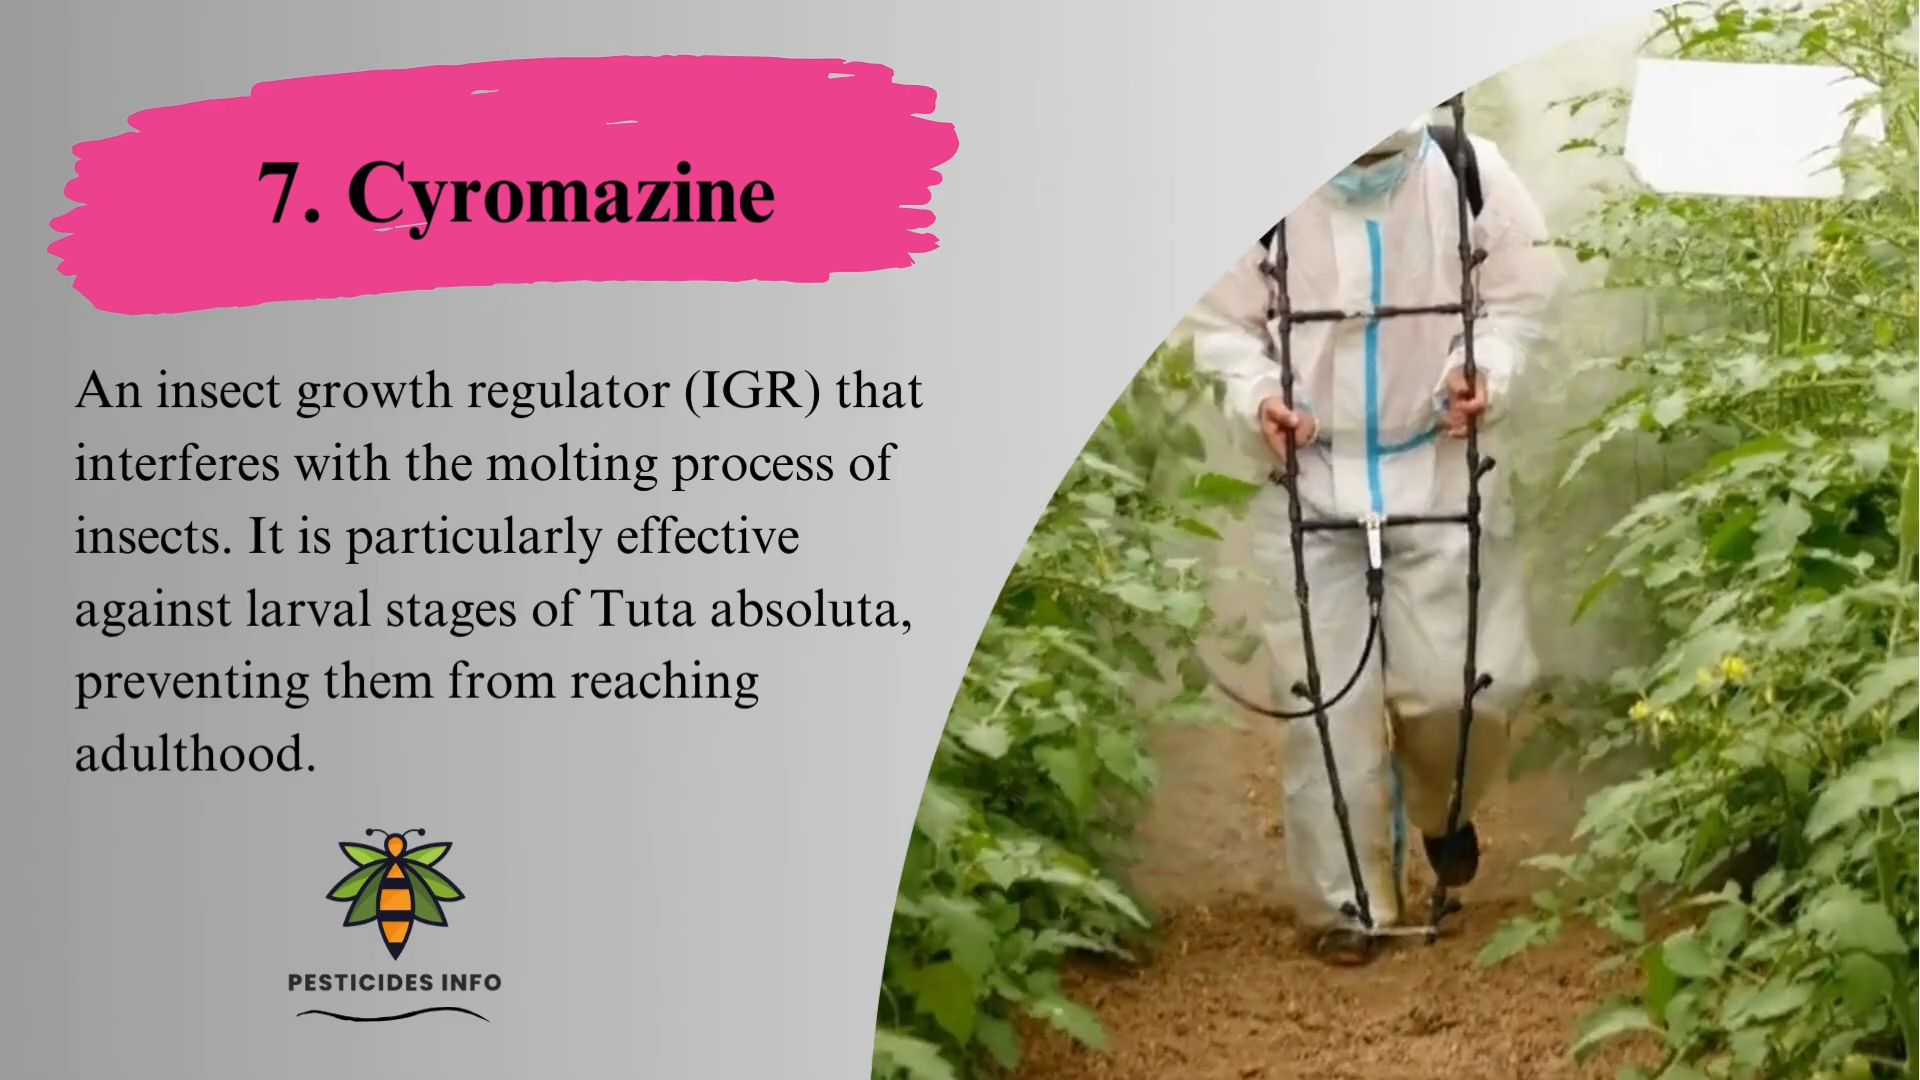 7. Cyromazine
An insect growth regulator (IGR) that
interferes with the molting process of
insects. It is particularly effective
against larval stages of Tuta absoluta,
preventing them from reaching
adulthood.
PESTICIDES INFO